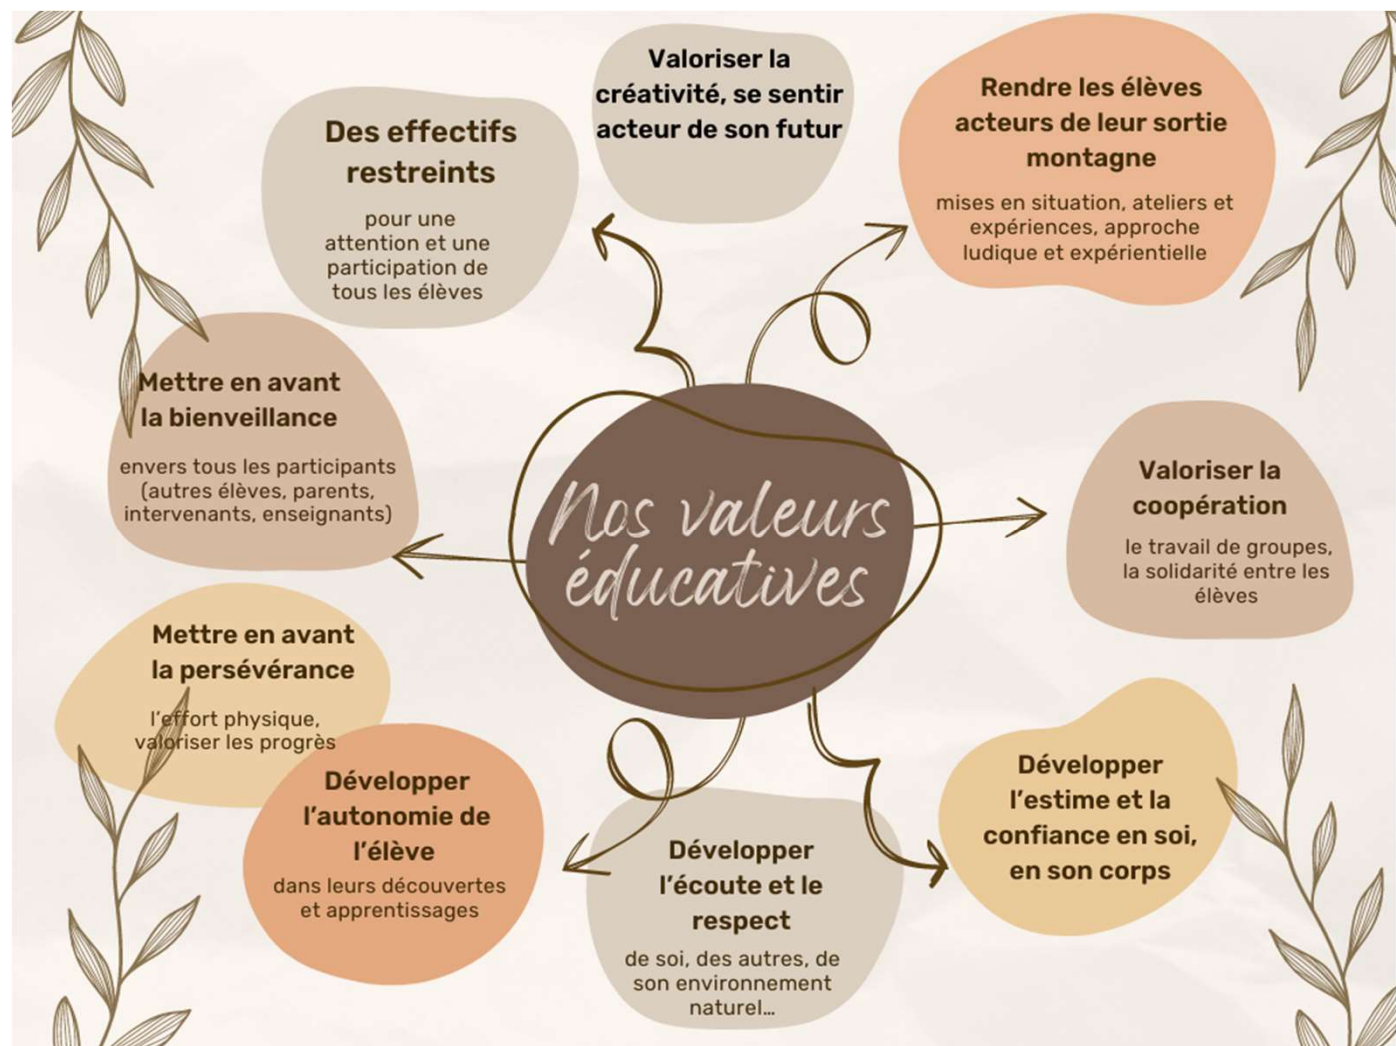 Valoriser la
créativité, se sentir
acteur de son futur
Rendre les élèves
acteurs de leur sortie
montagne
mises en situation, ateliers et
expériences, approche
ludique et expérientielle
Des effectifs
restreints
pour une
attention et une
participation de
tous les élèves
Mettre en avant
la bienveillance
envers tous les participants
(autres élèves, parents,
intervenants, enseignants)
Nos valeurs
éducatives
Valoriser la
coopération
le travail de groupes,
la solidarité entre les
élèves
Mettre en avant
la persévérance
l'effort physique,
valoriser les progrès
Développer
l'autonomie de
l'élève
dans leurs découvertes
et apprentissages
Développer
l'écoute et le
respect
de soi, des autres, de
son environnement
naturel...
Développer
l'estime et la
confiance en soi,
en son corps